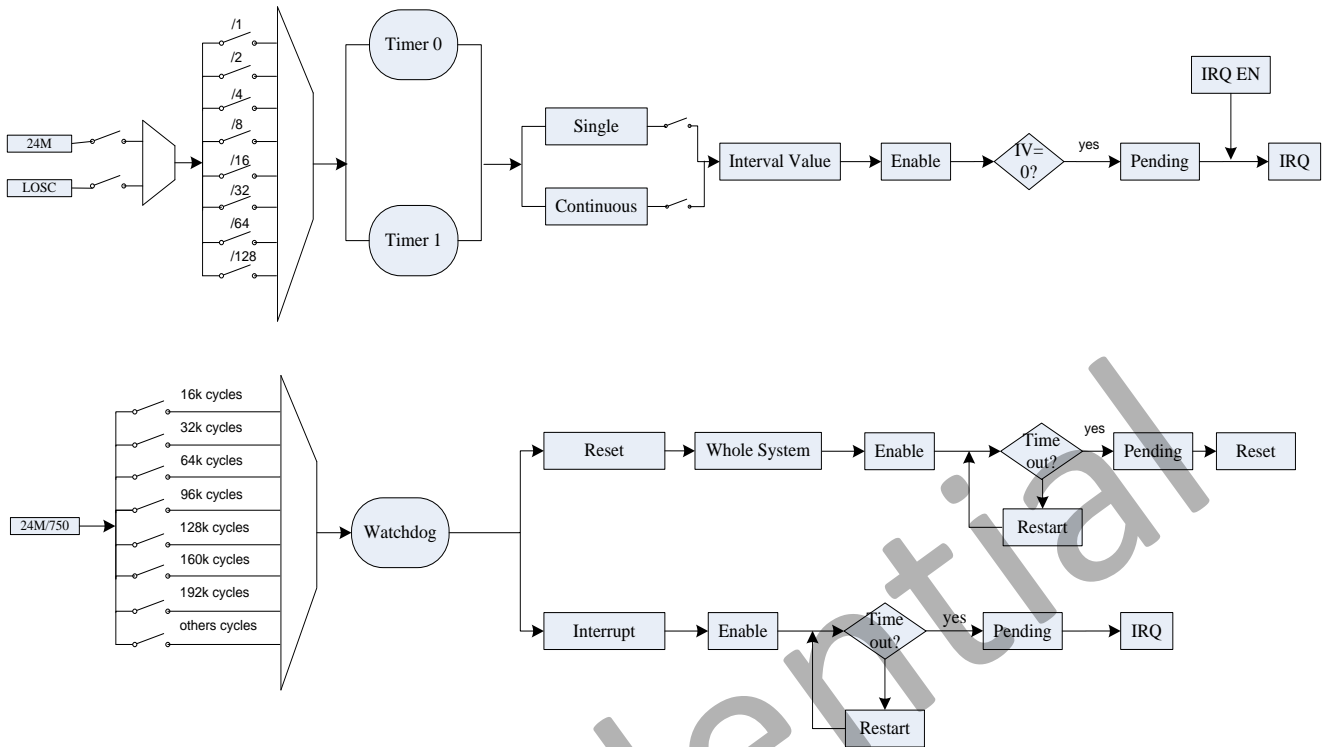 /1
/2
/4
/8
/16
/32
/64
/128
24M
LOSC
Timer 0
Timer 1
Single
Continuous
Interval Value
Enable
IV=
0?
yes
Pending
IRQ EN
IRQ
16k cycles
32k cycles
64k cycles
96k cycles
128k cycles
160k cycles
192k cycles
others cycles
24M/750
Watchdog
Reset
Whole System
Enable
Time
out?
yes
Pending
Reset
Restart
Interrupt
Enable
Time
out?
yes
Pending
IRQ
Restart
dential